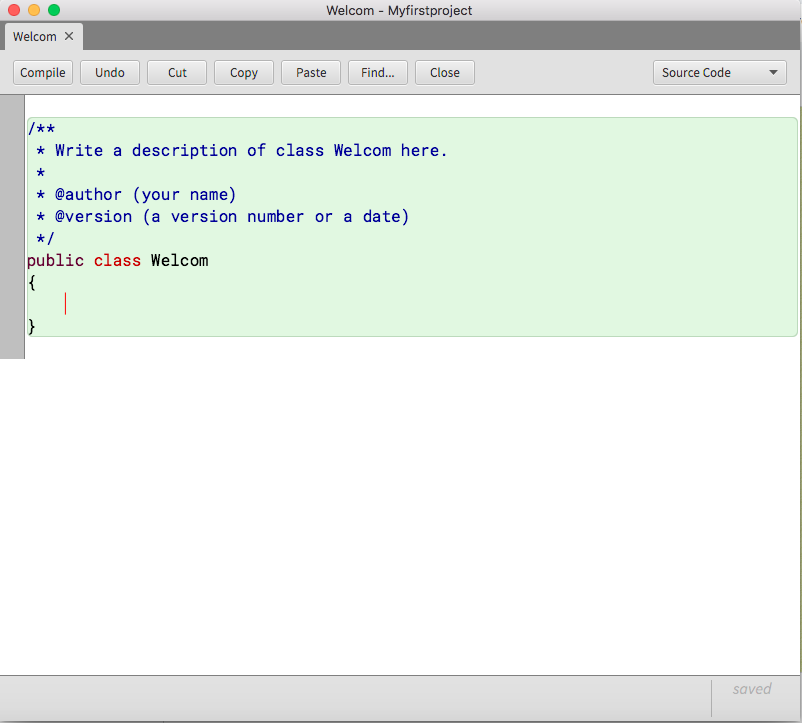 Welcom - Myfirstproject
Welcom ×
Compile Undo Cut Copy Paste Find... Close Source Code
/**
* Write a description of class Welcom here.
*
* @author (your name)
* @version (a version number or a date)
*/
public class Welcom
{
}
saved